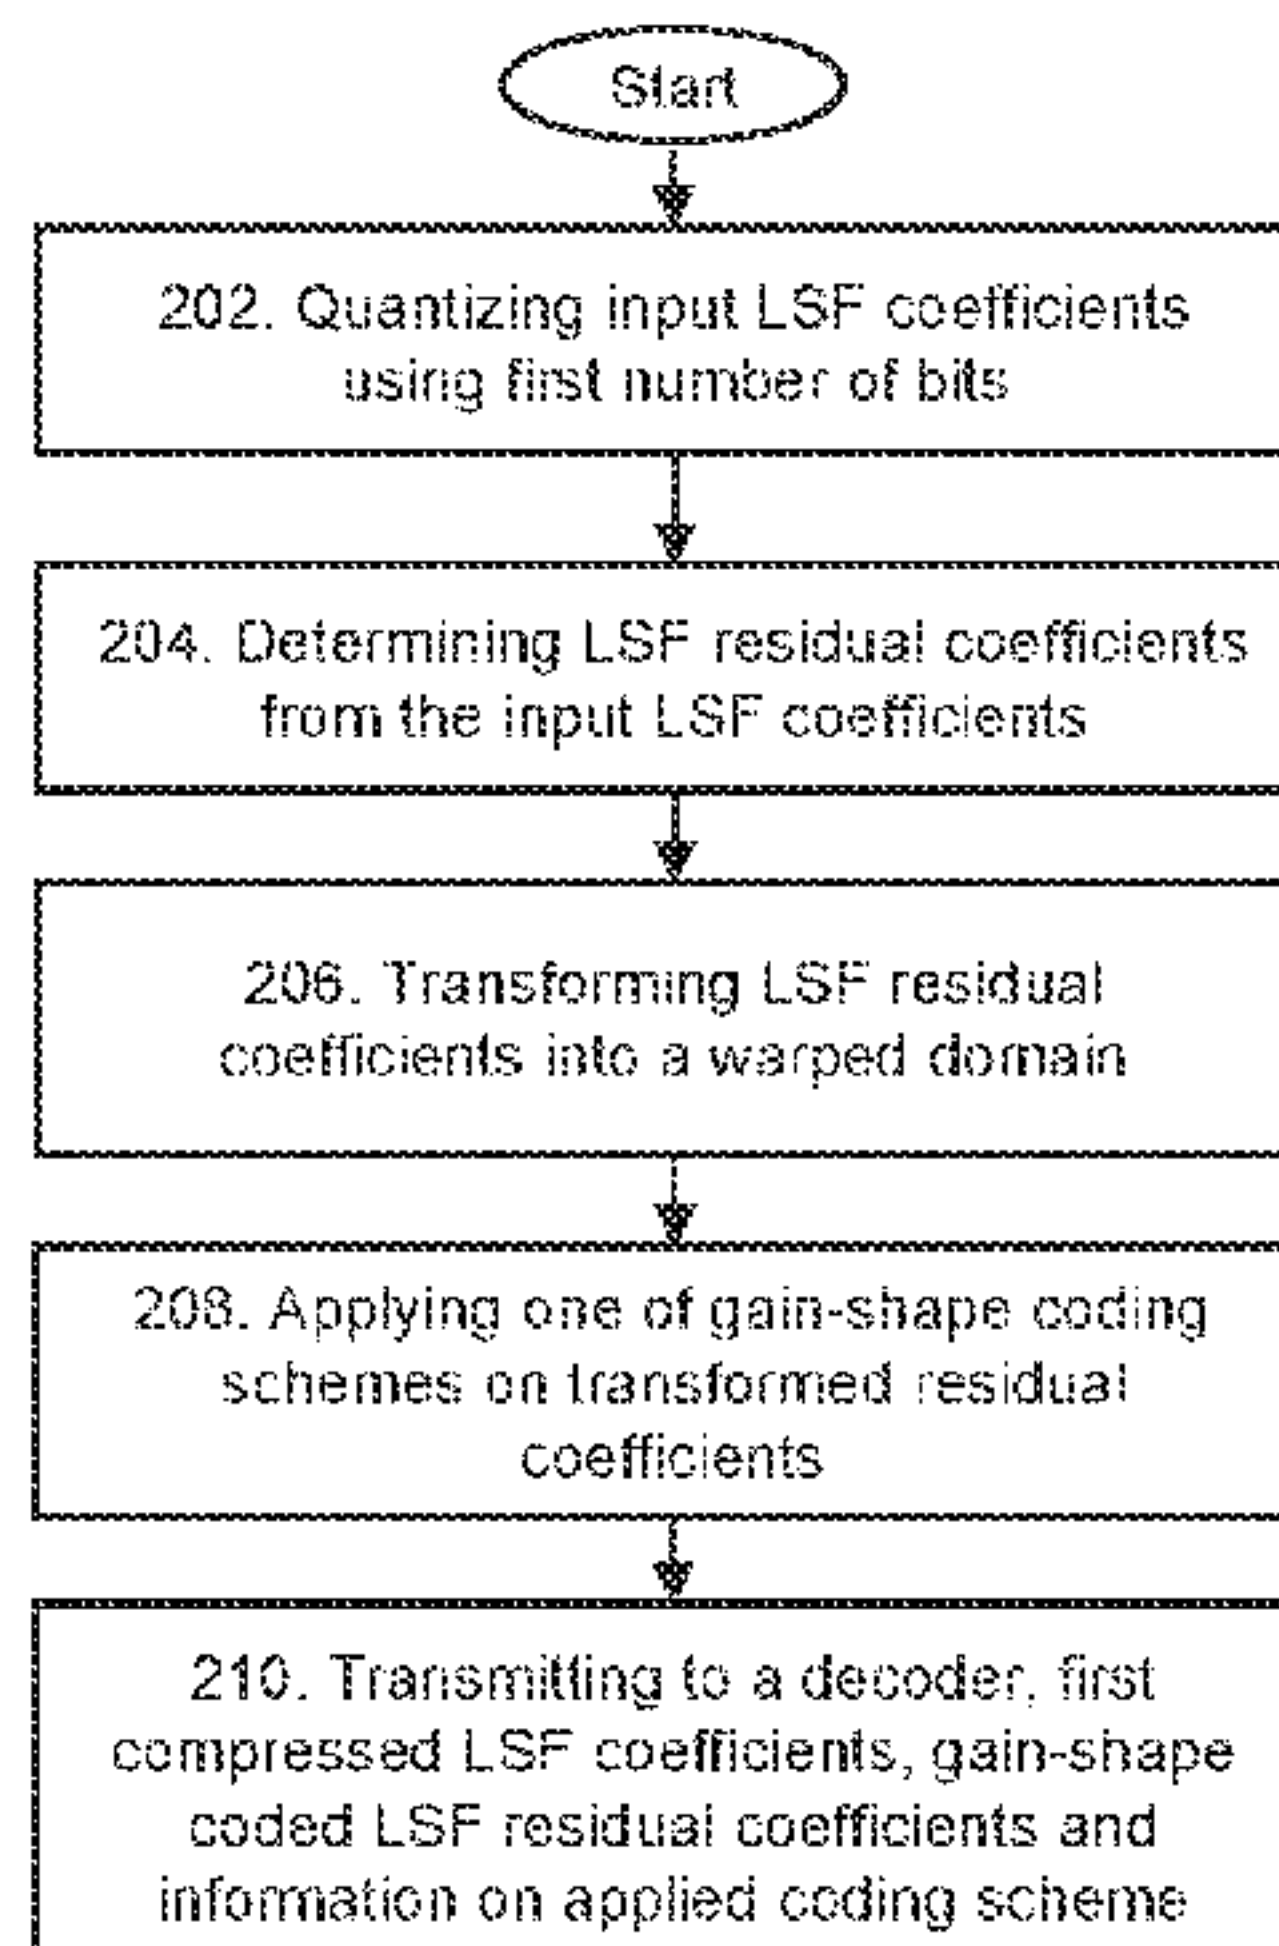 Start
202. Quantizing input LSF coefficients
using first number of bits
204. Determining LSF residual coefficients
from the input LSF coefficients
206. Transforming LSF residual
coefficients into a warped domain
208. Applying one of gain-shape coding
schemes on transformed residual
coefficients
210. Transmitting to a decoder, first
compressed LSF coefficients, gain-shape
coded LSF residual coefficients and
information on applied coding scheme